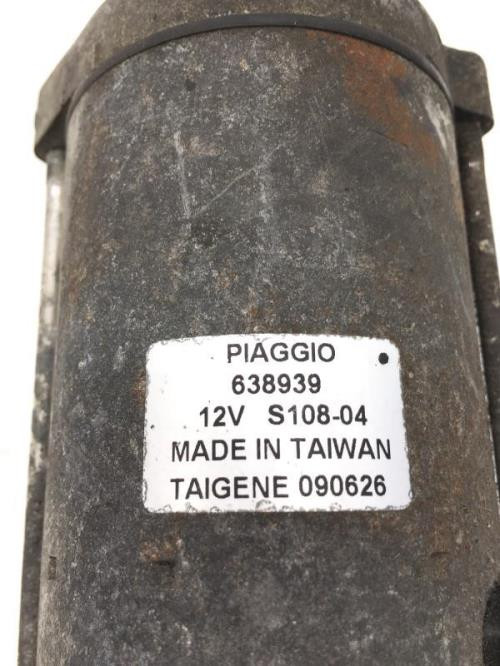 PIAGGIO
638939
12V S108-04
MADE IN TAIWAN
TAIGENE 090626